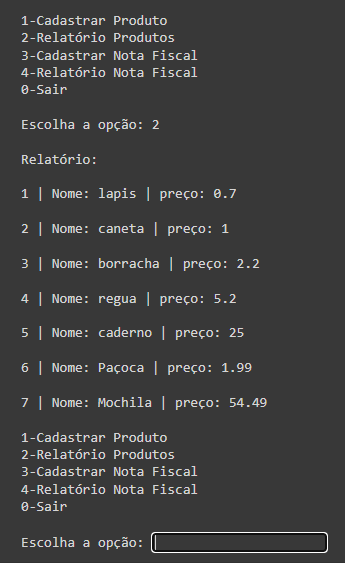 1-Cadastrar Produto
2-Relatório Produtos
3-Cadastrar Nota Fiscal
4-Relatório Nota Fiscal
0-Sair
Escolha a opção: 2
Relatório:
1 | Nome: lapis | preço: 0.7
2 | Nome: caneta | preço: 1
3 | Nome: borracha | preço: 2.2
4 | Nome: regua | preço: 5.2
5 | Nome: caderno | preço: 25
6 | Nome: Paçoca | preço: 1.99
7 | Nome: Mochila | preço: 54.49
1-Cadastrar Produto
2-Relatório Produtos
3-Cadastrar Nota Fiscal
4-Relatório Nota Fiscal
0-Sair
Escolha a opção: